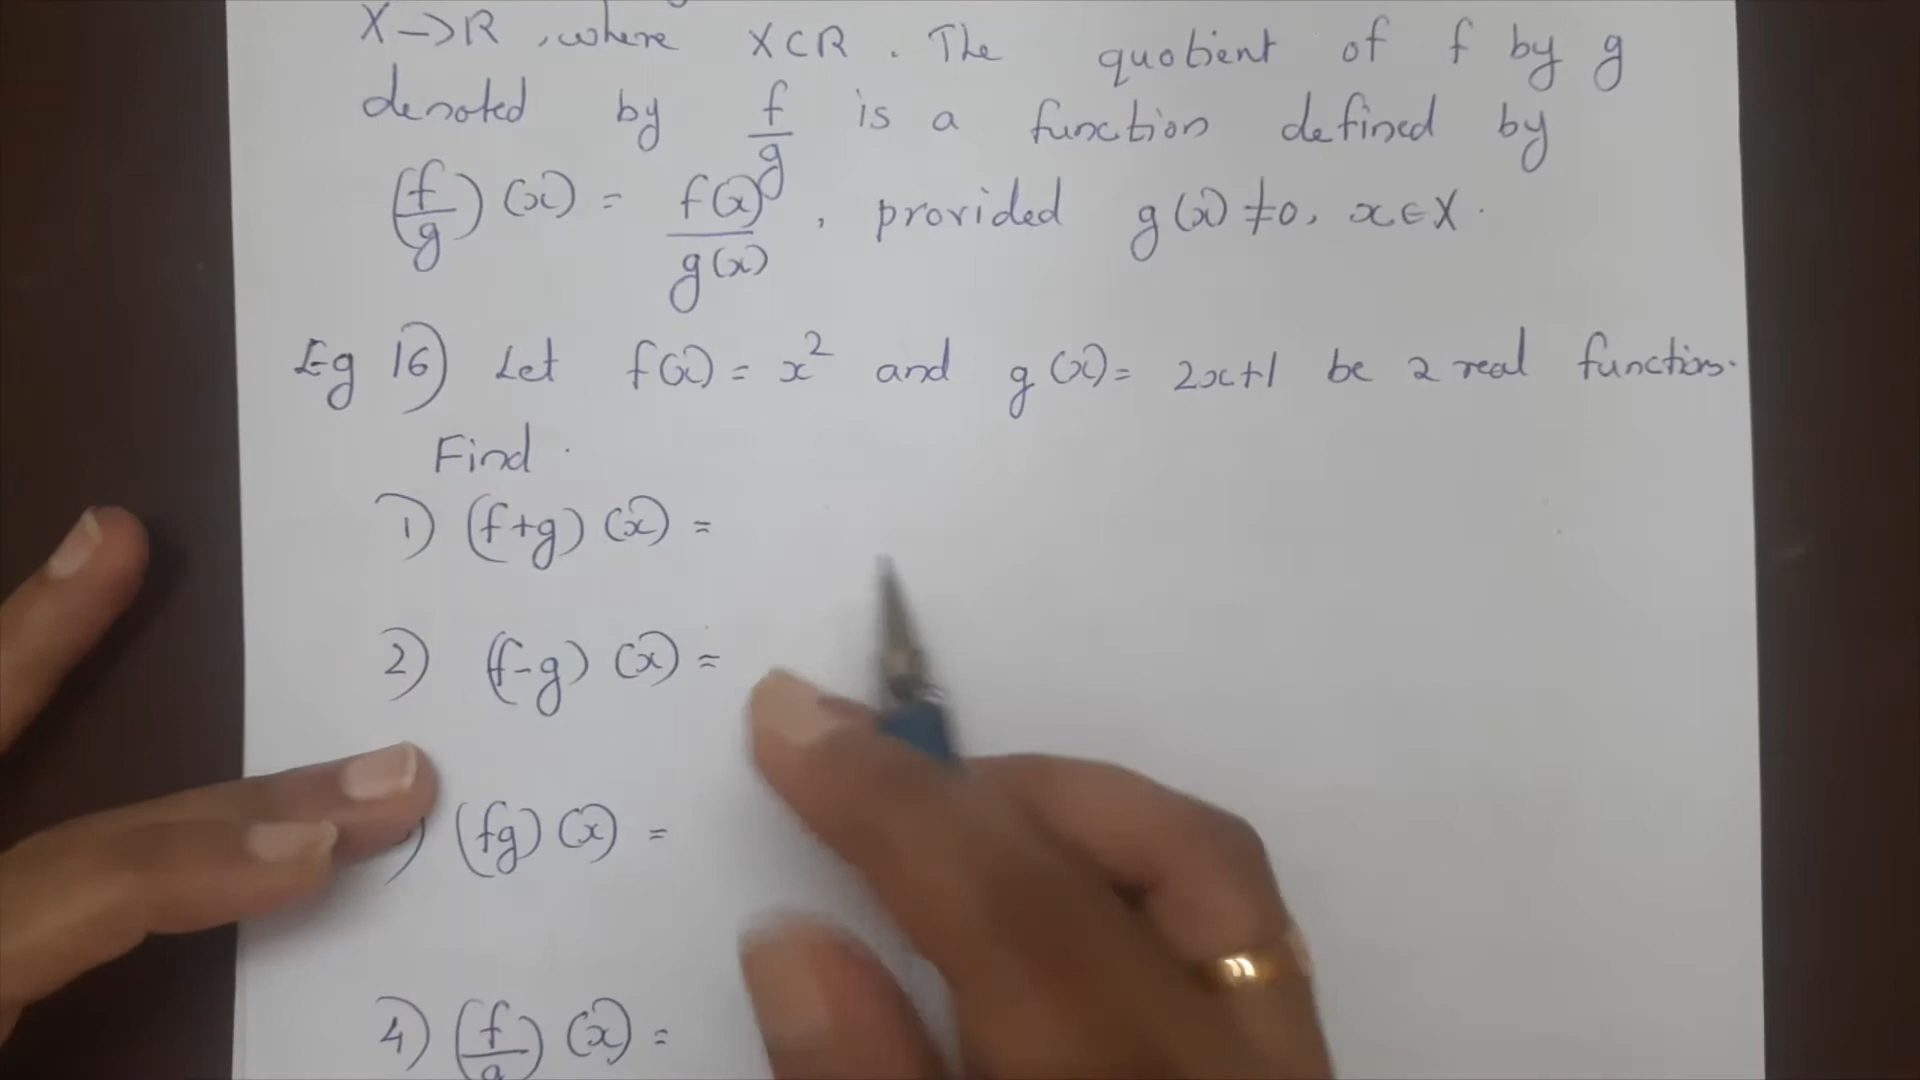 X→R, where X⊂R. The quotient of f by g
denoted by f/g is a function defined by
(f/g)(x) = f(x)/g(x), provided g(x)≠0, x∈X.
Eg 16) Let f(x) = x² and g(x) = 2x+1 be 2 real functions.
Find.
1) (f+g)(x) =
2) (f-g)(x) =
) (fg)(x) =
4) (f/g)(x) =